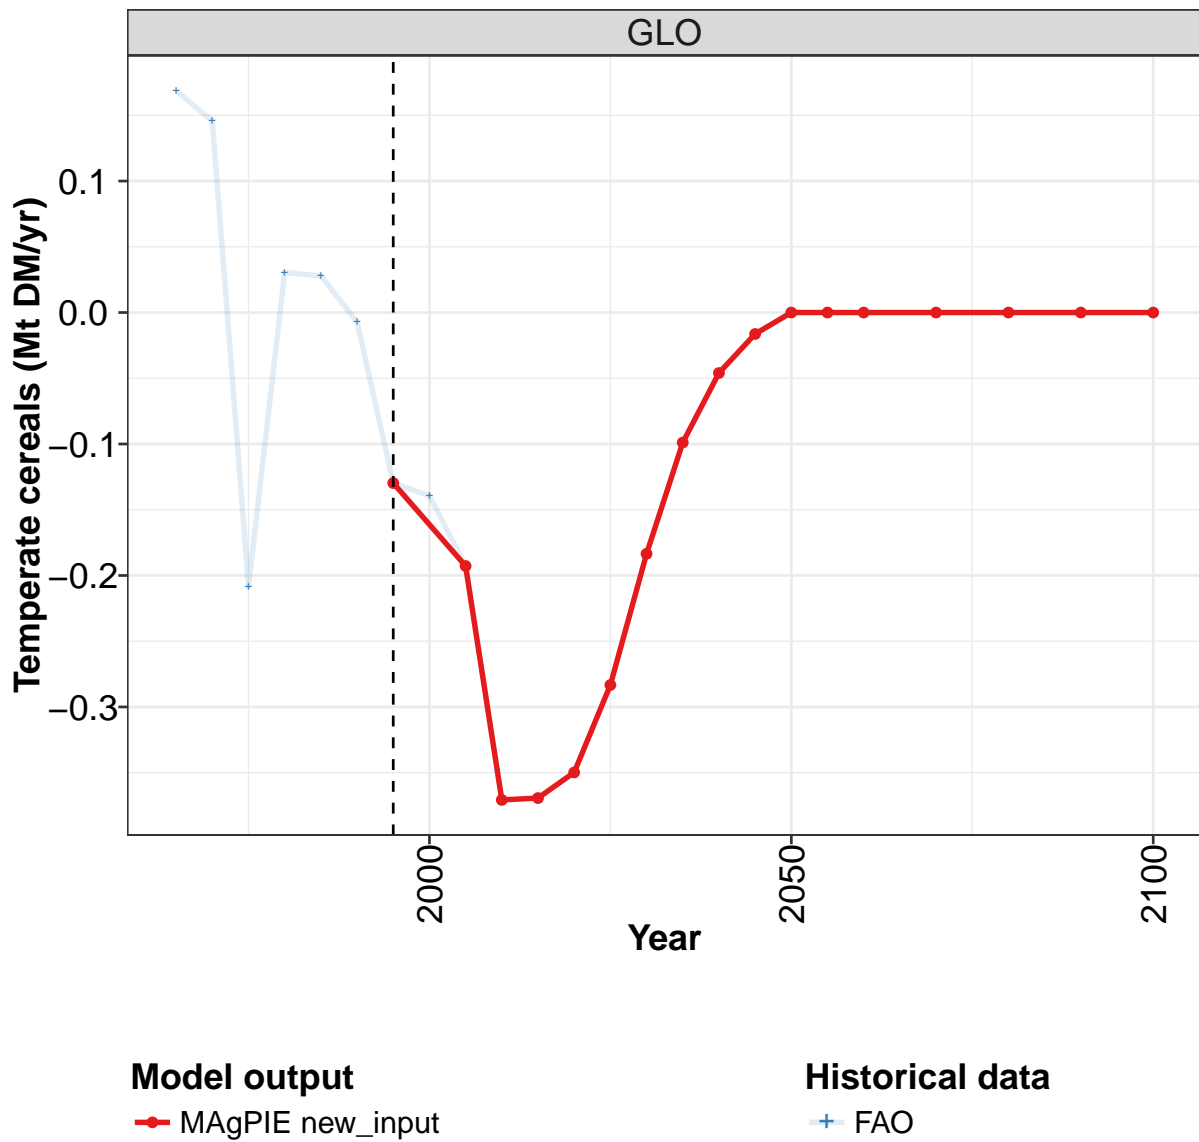 GLO
Temperate cereals (Mt DM/yr)
0.1
0.0
−0.1
−0.2
−0.3
2000
2050
2100
Year
Model output
MAgPIE new_input
Historical data
FAO